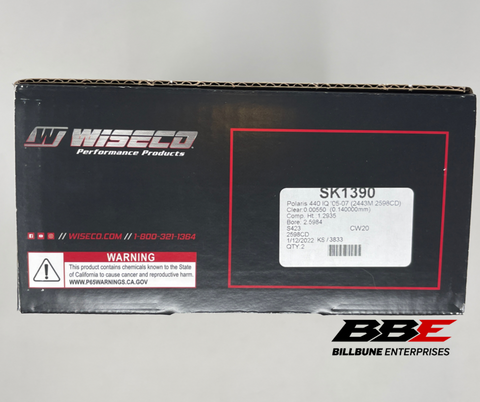 WISECO
Performance Products
// WISECO.COM // 1-800-321-1364
WARNING
This product contains chemicals known to the State
of California to cause cancer and reproductive harm.
WWW.P65WARNINGS.CA.GOV
SK1390
Polaris 440 IQ '05-07 (2443M 2598CD)
Clear:0.00550 (0.140000mm)
Comp. Ht. :1.2935
Bore: 2.5984
S423 CW20
2598CD
1/12/2022 K5 /3833
QTY:2
BBE
BILLBUNE ENTERPRISES